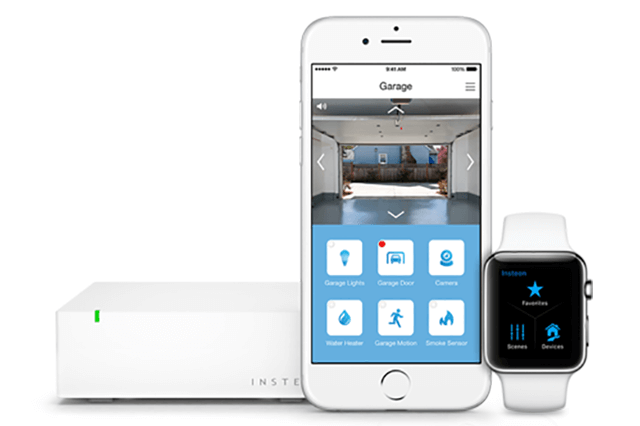 9:41 AM 100%
Garage
Garage Lights Garage Door Camera
Water Heater Garage Motion Smoke Sensor
INSTE
Insteon
Favorites
Scenes Devices